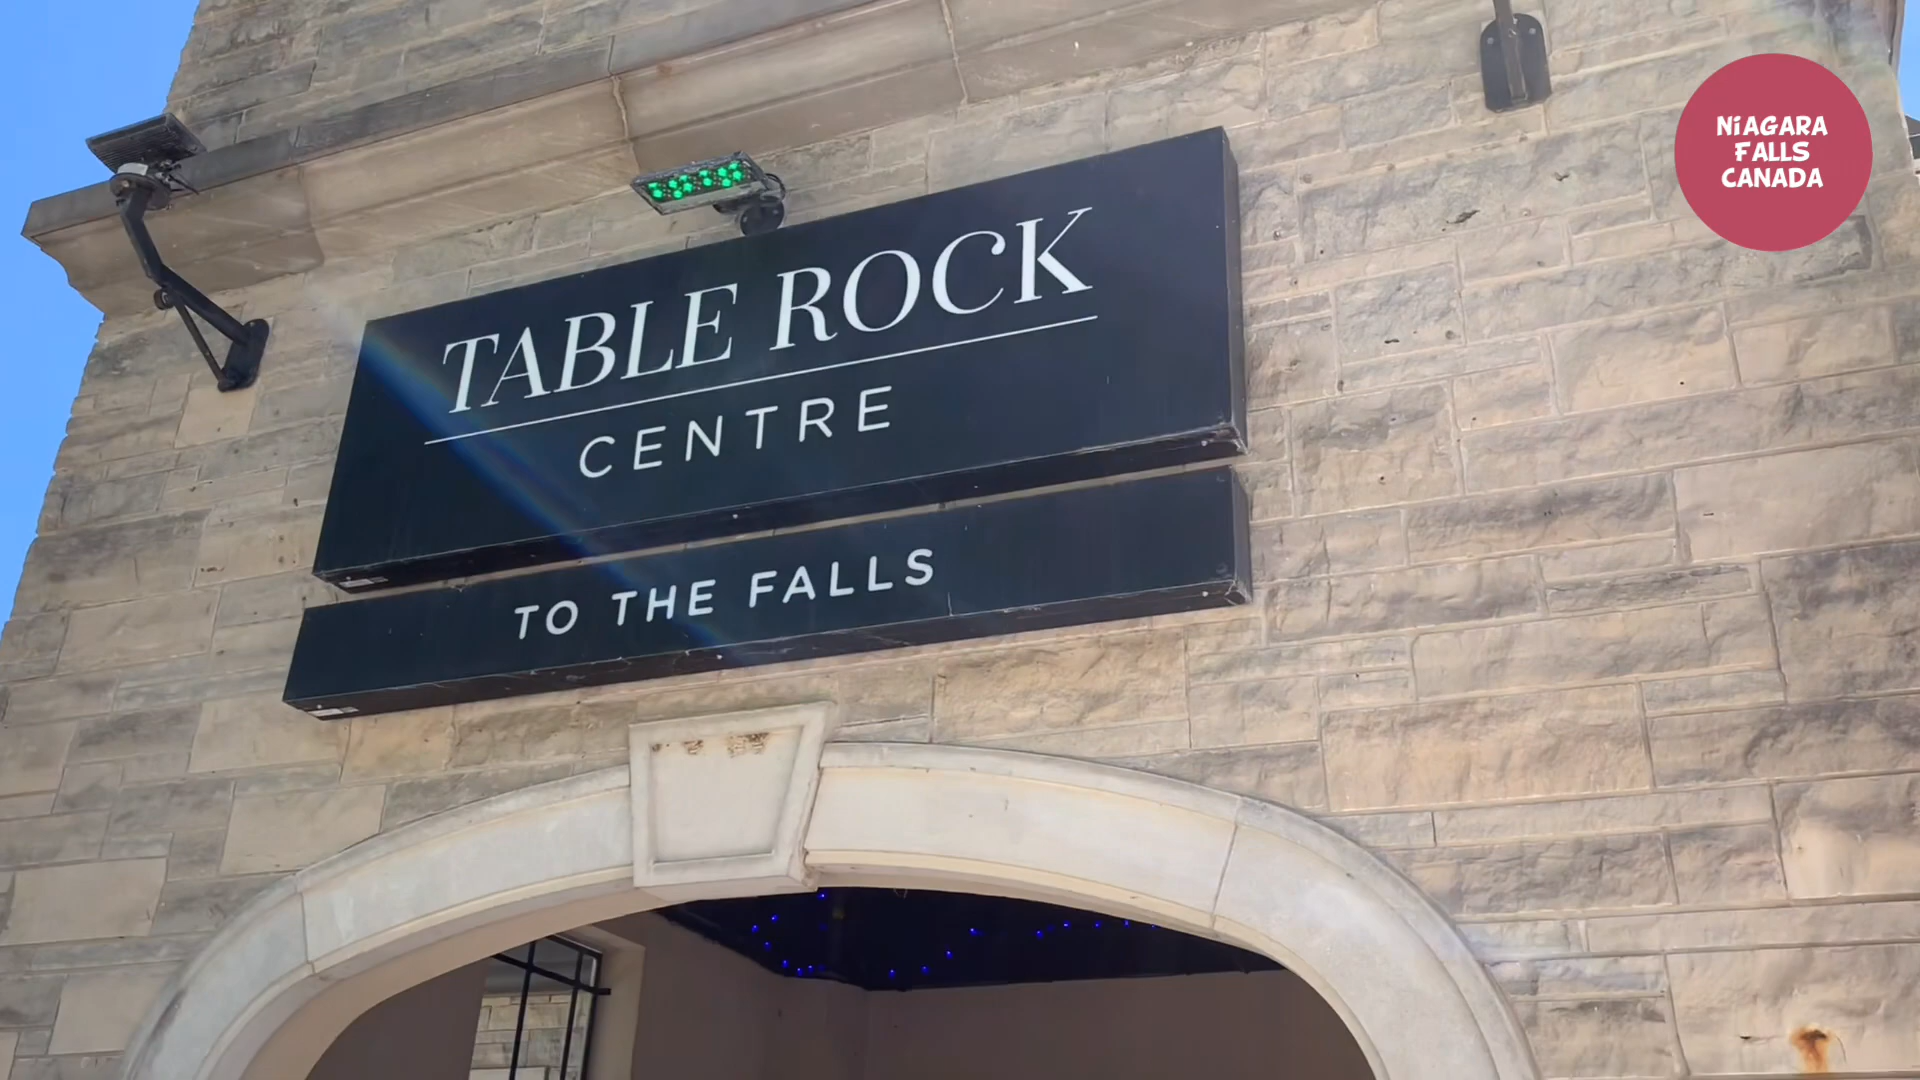 TABLE ROCK
CENTRE
TO THE FALLS
NIAGARA
FALLS
CANADA